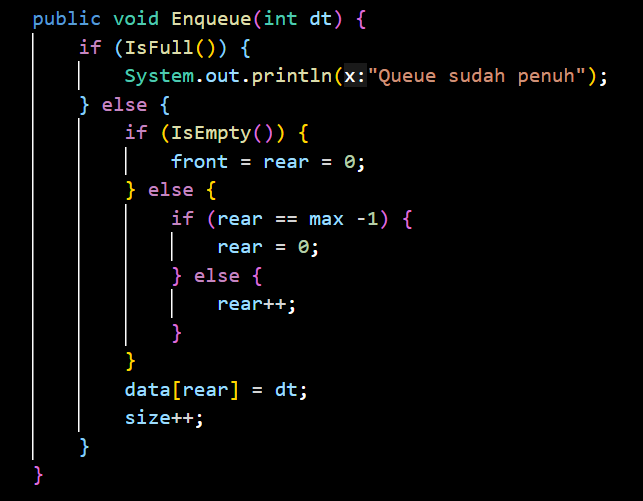 public void Enqueue(int dt) {
if (IsFull()) {
System.out.println(x:"Queue sudah penuh");
} else {
if (IsEmpty()) {
front = rear = 0;
} else {
if (rear == max -1) {
rear = 0;
} else {
rear++;
}
}
data[rear] = dt;
size++;
}
}